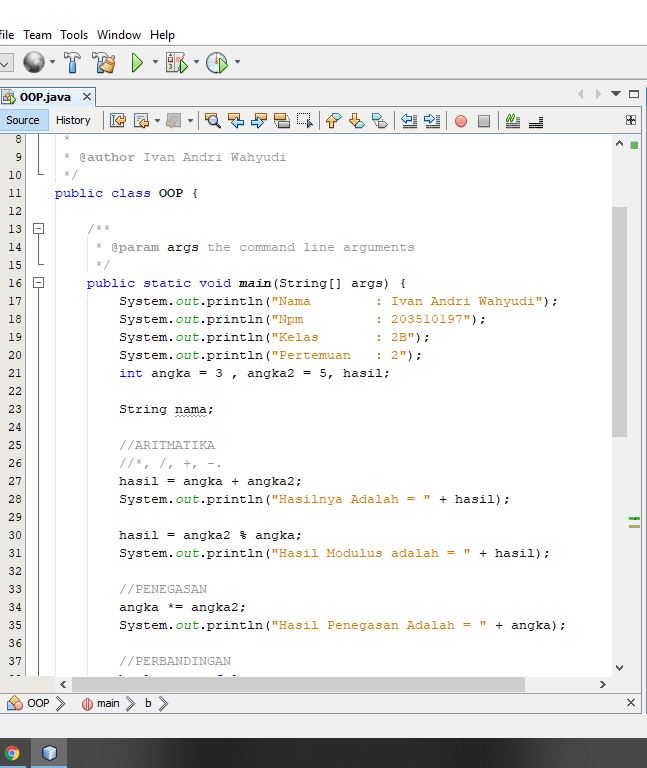 File Team Tools Window Help
OOP.java
Source History
8 *
9 * @author Ivan Andri Wahyudi
10 */
11 public class OOP {
12
13 /**
14 * @param args the command line arguments
15 */
16 public static void main(String[] args) {
17 System.out.println("Nama        : Ivan Andri Wahyudi");
18 System.out.println("Npm         : 203510197");
19 System.out.println("Kelas       : 2B");
20 System.out.println("Pertemuan   : 2");
21 int angka = 3 , angka2 = 5, hasil;
22
23 String nama;
24
25 //ARITMATIKA
26 //*, /, +, -.
27 hasil = angka + angka2;
28 System.out.println("Hasilnya Adalah = " + hasil);
29
30 hasil = angka2 % angka;
31 System.out.println("Hasil Modulus adalah = " + hasil);
32
33 //PENEGASAN
34 angka *= angka2;
35 System.out.println("Hasil Penegasan Adalah = " + angka);
36
37 //PERBANDINGAN
OOP main b